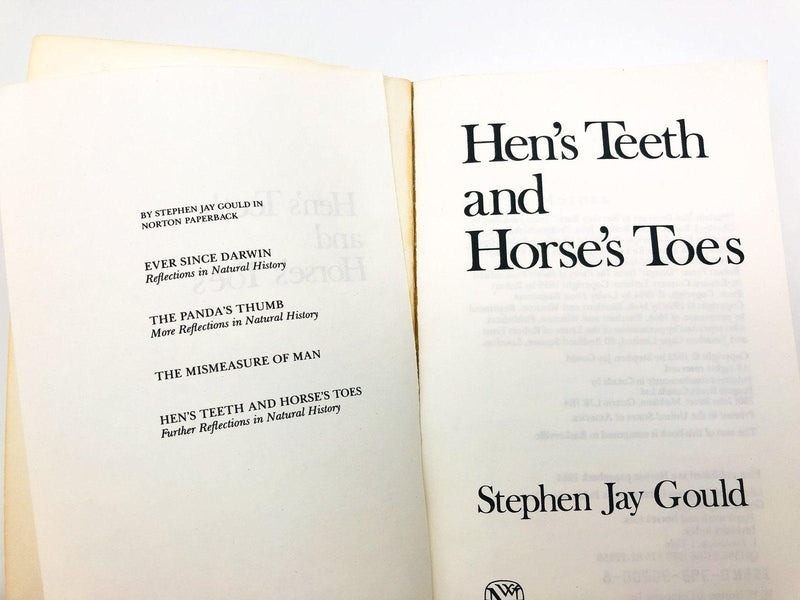 BY STEPHEN JAY GOULD IN
NORTON PAPERBACK
EVER SINCE DARWIN
Reflections in Natural History
THE PANDA'S THUMB
More Reflections in Natural History
THE MISMEASURE OF MAN
HEN'S TEETH AND HORSE'S TOES
Further Reflections in Natural History
Hen's Teeth
and
Horse's Toes
Stephen Jay Gould